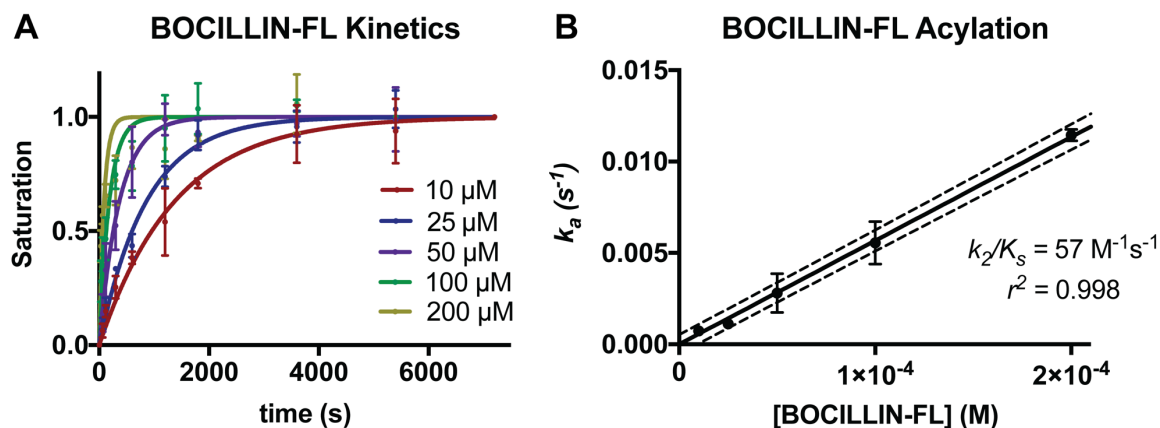 A
BOCILLIN-FL Kinetics
Saturation
1.0
0.5
0.0
0
2000
4000
6000
time (s)
10 µM
25 µM
50 µM
100 µM
200 µM
B
BOCILLIN-FL Acylation
kₐ (s⁻¹)
0.015
0.010
0.005
0.000
0
1×10⁻⁴
2×10⁻⁴
[BOCILLIN-FL] (M)
k₂/Kₛ = 57 M⁻¹s⁻¹
r² = 0.998